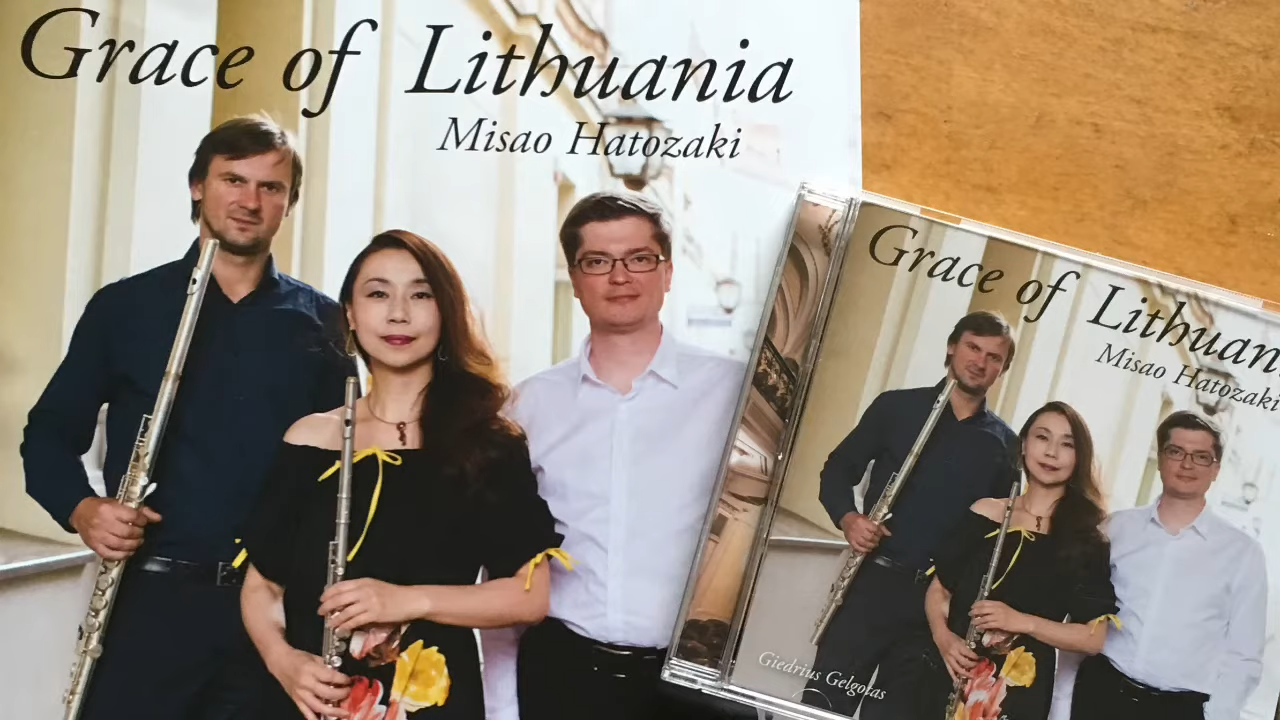 Grace of Lithuania
Misao Hatozaki
Grace of Lithuan
Misao Hatozaki
Giedrius Gelgotas